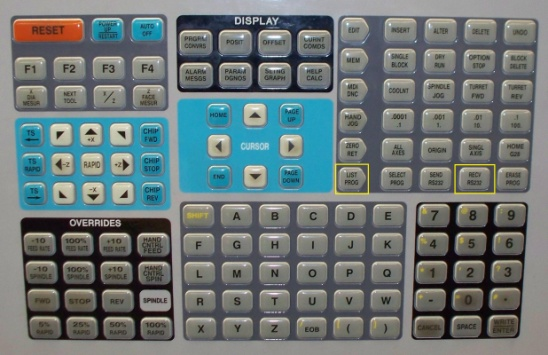 RESET
POWER UP RESTART
AUTO OFF
F1 F2 F3 F4
X DIA MESUR
NEXT TOOL
X/Z
Z FACE MESUR
TS ←
+X
CHIP FWD
TS RAPID
-Z
RAPID
+Z
CHIP STOP
TS
-X
CHIP REV
OVERRIDES
-10 FEED RATE
100% FEED RATE
+10 FEED RATE
HAND CNTRL FEED
-10 SPINDLE
100% SPINDLE
+10 SPINDLE
HAND CNTRL SPIN
FWD STOP REV SPINDLE
5% RAPID
25% RAPID
50% RAPID
100% RAPID
DISPLAY
PRGRM CONVRS
POSIT
OFFSET
CURNT COMDS
ALARM MESGS
PARAM DGNOS
SETNG GRAPH
HELP CALC
HOME
PAGE UP
CURSOR
END
PAGE DOWN
EDIT INSERT ALTER DELETE UNDO
MEM
SINGLE BLOCK
DRY RUN
OPTION STOP
BLOCK DELETE
MDI DNC
COOLNT
SPINDLE JOG
TURRET FWD
TURRET REV
HAND JOG
.0001 .1
.001 1.
.01 10.
.1 100.
ZERO RET
ALL AXES
ORIGIN
SINGL AXIS
HOME G28
LIST PROG
SELECT PROG
SEND RS232
RECV RS232
ERASE PROG
SHIFT A B C D E
F G H I J K
L M N O P Q
R S T U V W
X Y Z EOB ( )
7 8 9
4 5 6
1 2 3
- 0 .
CANCEL SPACE
WRITE ENTER